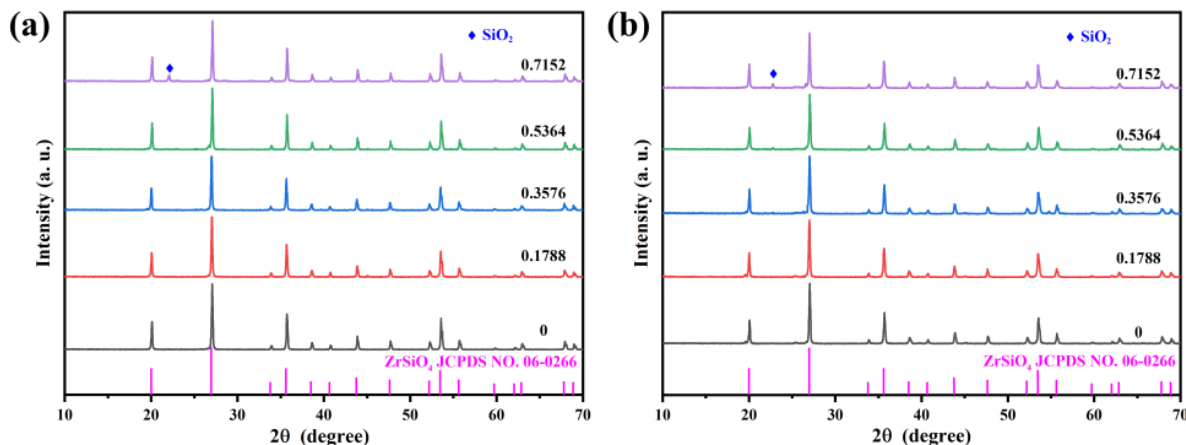 (a)
◆ SiO₂
0.7152
0.5364
0.3576
0.1788
0
ZrSiO₄ JCPDS NO. 06-0266
Intensity (a. u.)
10 20 30 40 50 60 70
2θ (degree)
(b)
◆ SiO₂
0.7152
0.5364
0.3576
0.1788
0
ZrSiO₄ JCPDS NO. 06-0266
Intensity (a. u.)
10 20 30 40 50 60 70
2θ (degree)